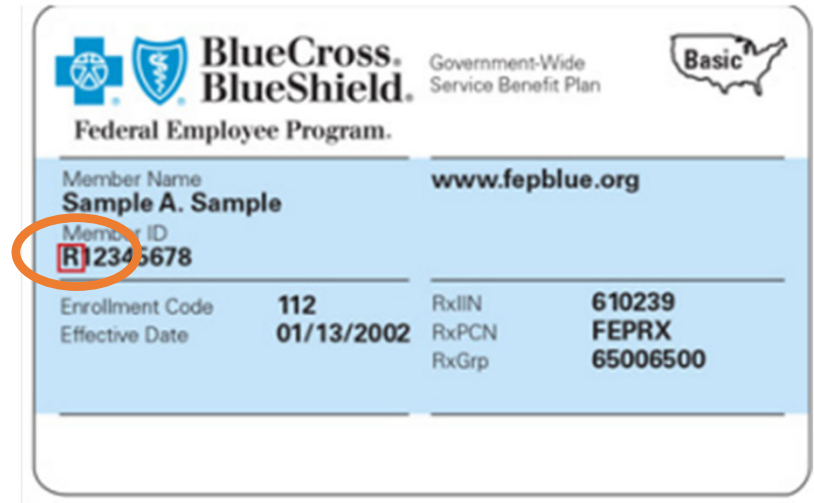 BlueCross.
BlueShield.
Federal Employee Program.
Government-Wide
Service Benefit Plan
Basic
Member Name
Sample A. Sample
Member ID
R12345678
www.fepblue.org
Enrollment Code 112
Effective Date 01/13/2002
RxIIN 610239
RxPCN FEPRX
RxGrp 65006500